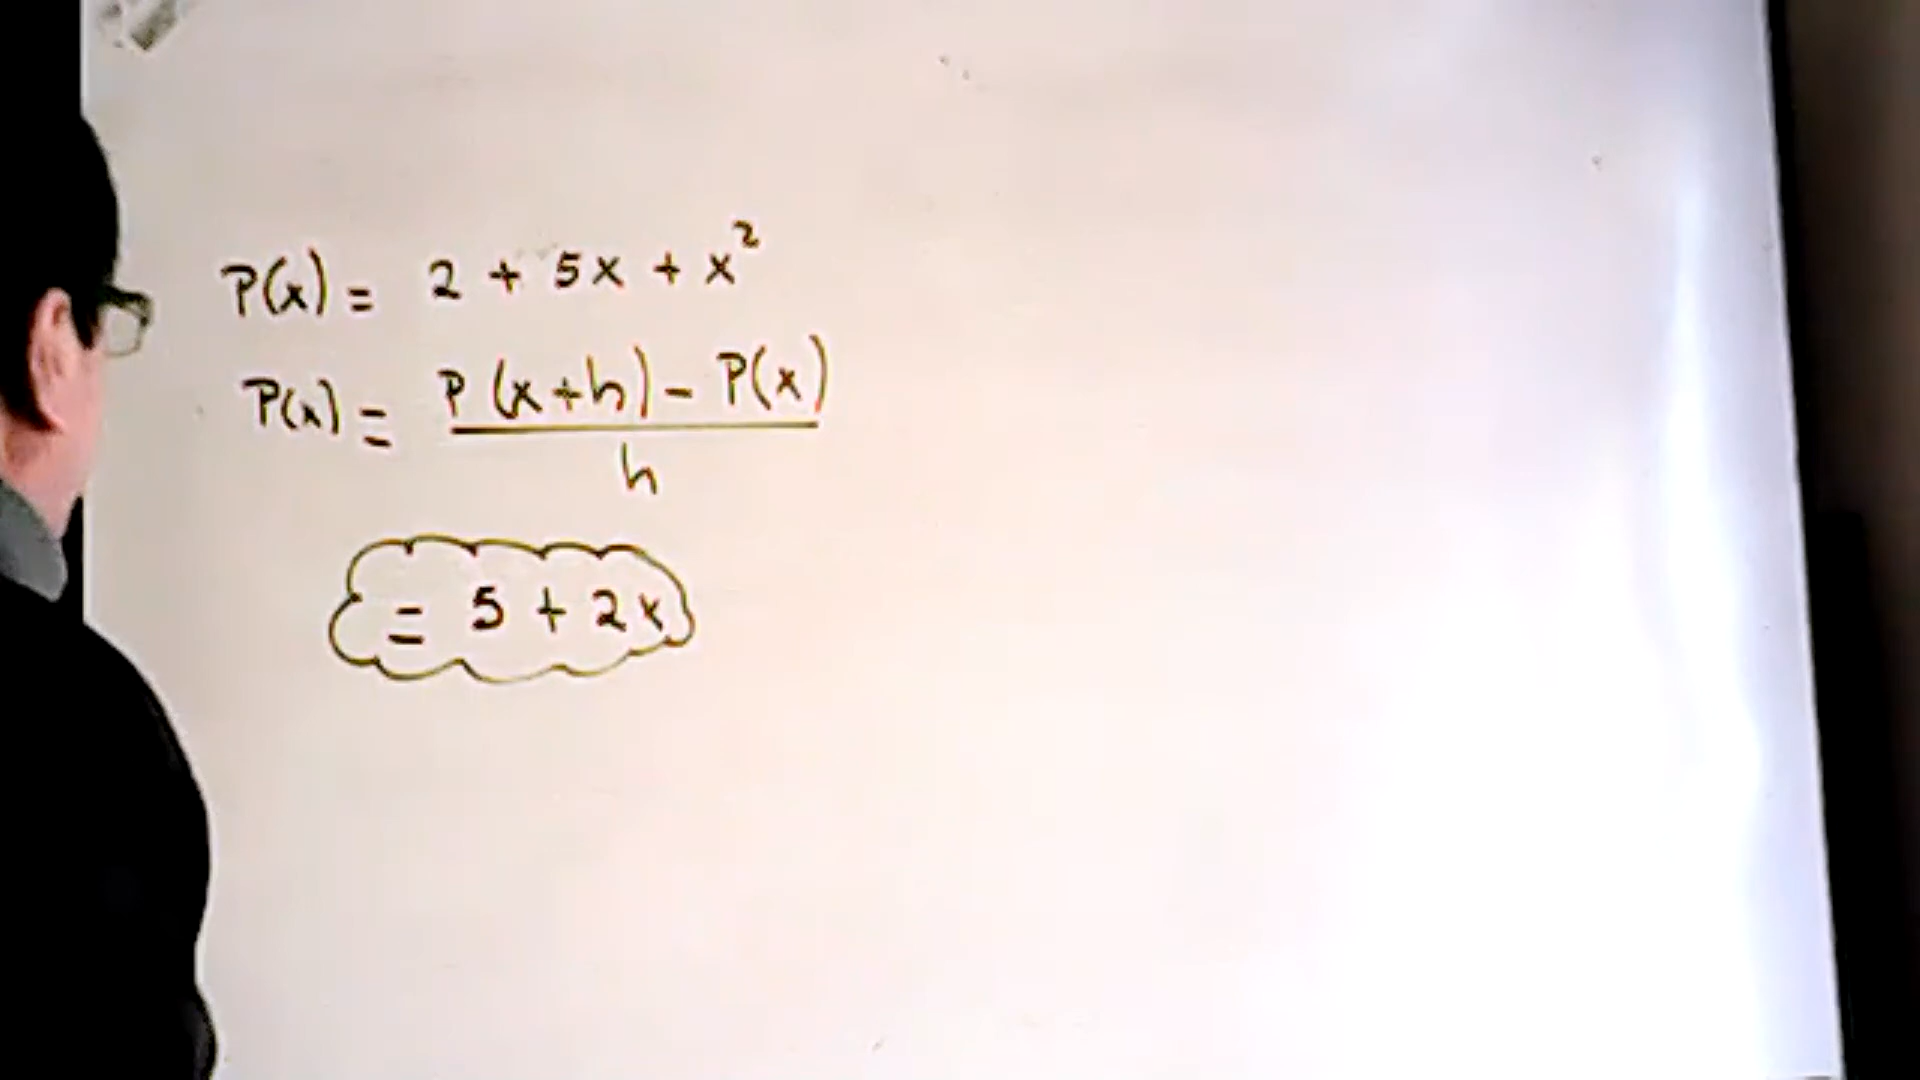 P(x) = 2 + 5x + x²
P(x) = P(x+h) - P(x)
h
= 5 + 2x